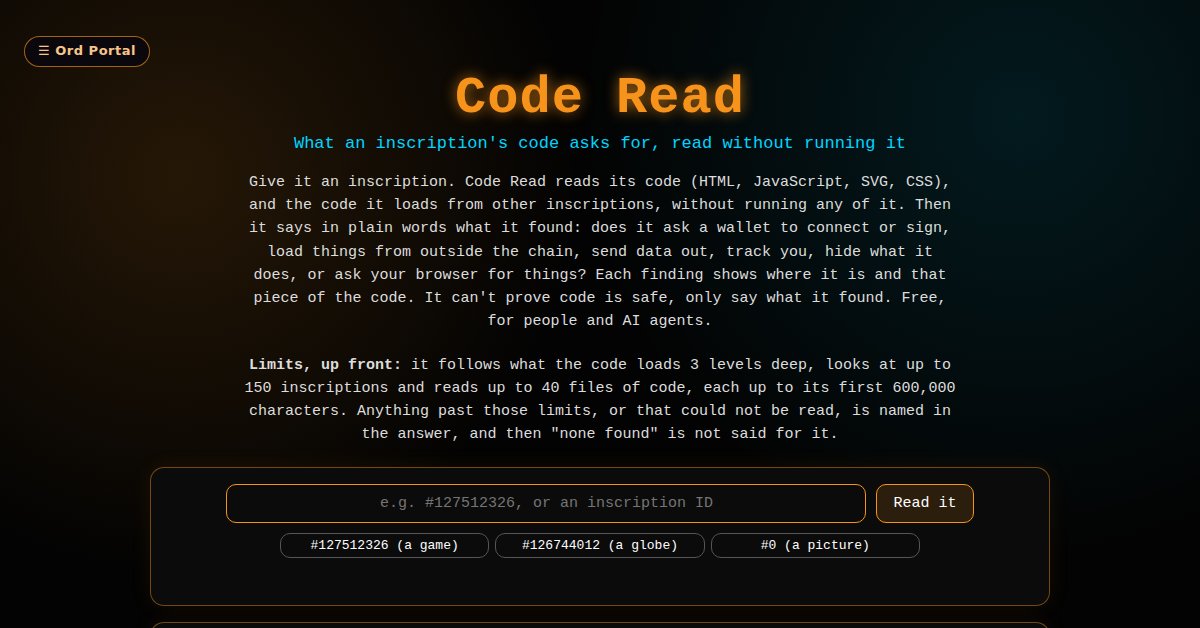 ☰ Ord Portal
Code Read
What an inscription's code asks for, read without running it
Give it an inscription. Code Read reads its code (HTML, JavaScript, SVG, CSS),
and the code it loads from other inscriptions, without running any of it. Then
it says in plain words what it found: does it ask a wallet to connect or sign,
load things from outside the chain, send data out, track you, hide what it
does, or ask your browser for things? Each finding shows where it is and that
piece of the code. It can't prove code is safe, only say what it found. Free,
for people and AI agents.
Limits, up front: it follows what the code loads 3 levels deep, looks at up to
150 inscriptions and reads up to 40 files of code, each up to its first 600,000
characters. Anything past those limits, or that could not be read, is named in
the answer, and then "none found" is not said for it.
e.g. #127512326, or an inscription ID
Read it
#127512326 (a game)
#126744012 (a globe)
#0 (a picture)